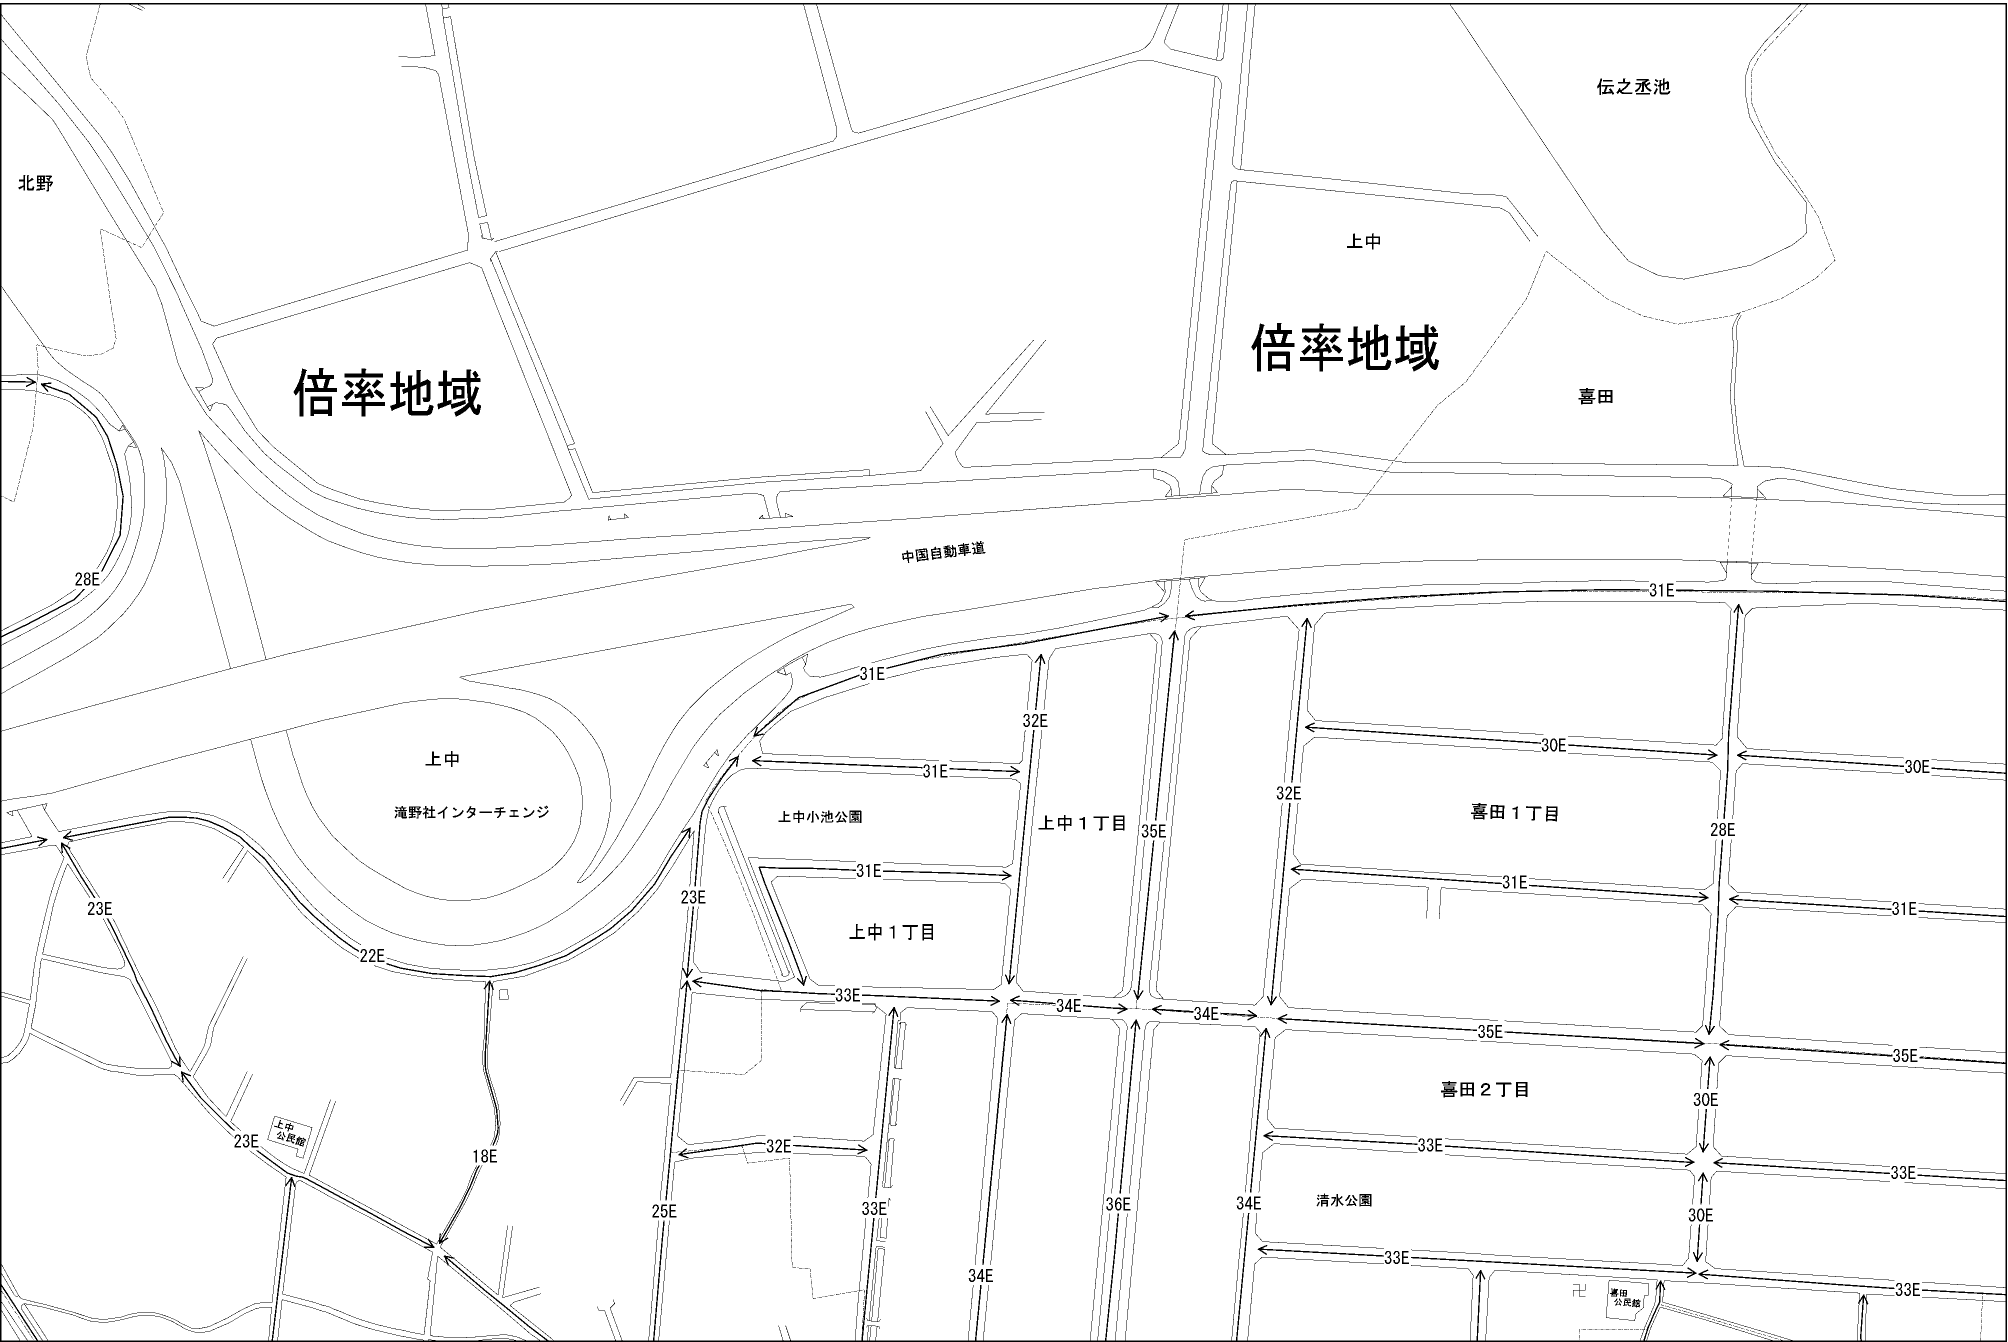 伝之丞池
北野
上中
倍率地域
倍率地域
喜田
中国自動車道
28E
31E
31E
32E
30E
上中
31E
30E
32E
滝野社インターチェンジ
上中小池公園
上中1丁目
35E
喜田1丁目
28E
31E
31E
23E
31E
23E
上中1丁目
22E
33E
34E
34E
35E
35E
喜田2丁目
30E
上中
公民館
23E
32E
33E
18E
33E
清水公園
25E
33E
36E
34E
30E
33E
34E
33E
喜田
公民館